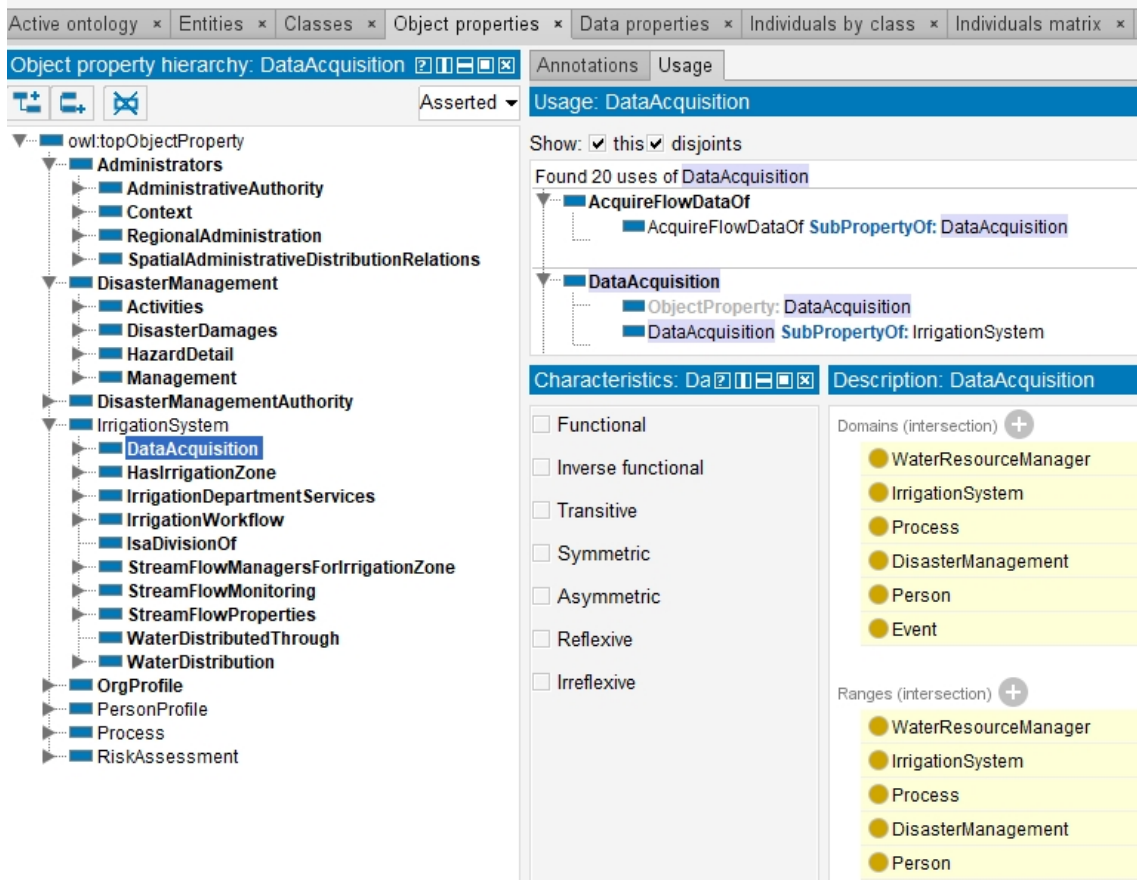 Active ontology × Entities × Classes × Object properties × Data properties × Individuals by class × Individuals matrix ×
Object property hierarchy: DataAcquisition
Asserted
owl:topObjectProperty
Administrators
AdministrativeAuthority
Context
RegionalAdministration
SpatialAdministrativeDistributionRelations
DisasterManagement
Activities
DisasterDamages
HazardDetail
Management
DisasterManagementAuthority
IrrigationSystem
DataAcquisition
HasIrrigationZone
IrrigationDepartmentServices
IrrigationWorkflow
IsaDivisionOf
StreamFlowManagersForIrrigationZone
StreamFlowMonitoring
StreamFlowProperties
WaterDistributedThrough
WaterDistribution
OrgProfile
PersonProfile
Process
RiskAssessment
Annotations Usage
Usage: DataAcquisition
Show: this disjoints
Found 20 uses of DataAcquisition
AcquireFlowDataOf
AcquireFlowDataOf SubPropertyOf: DataAcquisition
DataAcquisition
ObjectProperty: DataAcquisition
DataAcquisition SubPropertyOf: IrrigationSystem
Characteristics: Da
Functional
Inverse functional
Transitive
Symmetric
Asymmetric
Reflexive
Irreflexive
Description: DataAcquisition
Domains (intersection)
WaterResourceManager
IrrigationSystem
Process
DisasterManagement
Person
Event
Ranges (intersection)
WaterResourceManager
IrrigationSystem
Process
DisasterManagement
Person